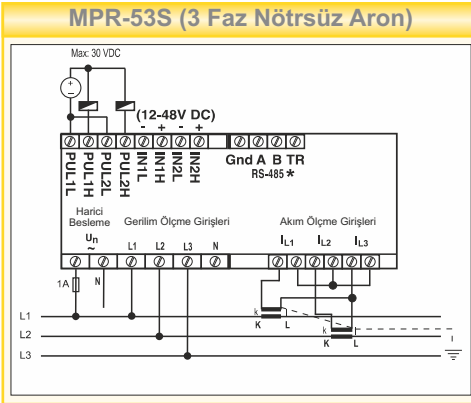 MPR-53S (3 Faz Nötrsüz Aron)
Max: 30 VDC
(12-48V DC)
- + - +
PUL1L PUL1H PUL2L PUL2H IN1L IN1H IN2L IN2H
Gnd A B TR
RS-485 *
Harici
Besleme
Gerilim Ölçme Girişleri
Akım Ölçme Girişleri
Un
~
L1 L2 L3 N
IL1 IL2 IL3
1A
N
L1
k
K L
L2
k
K L
L3